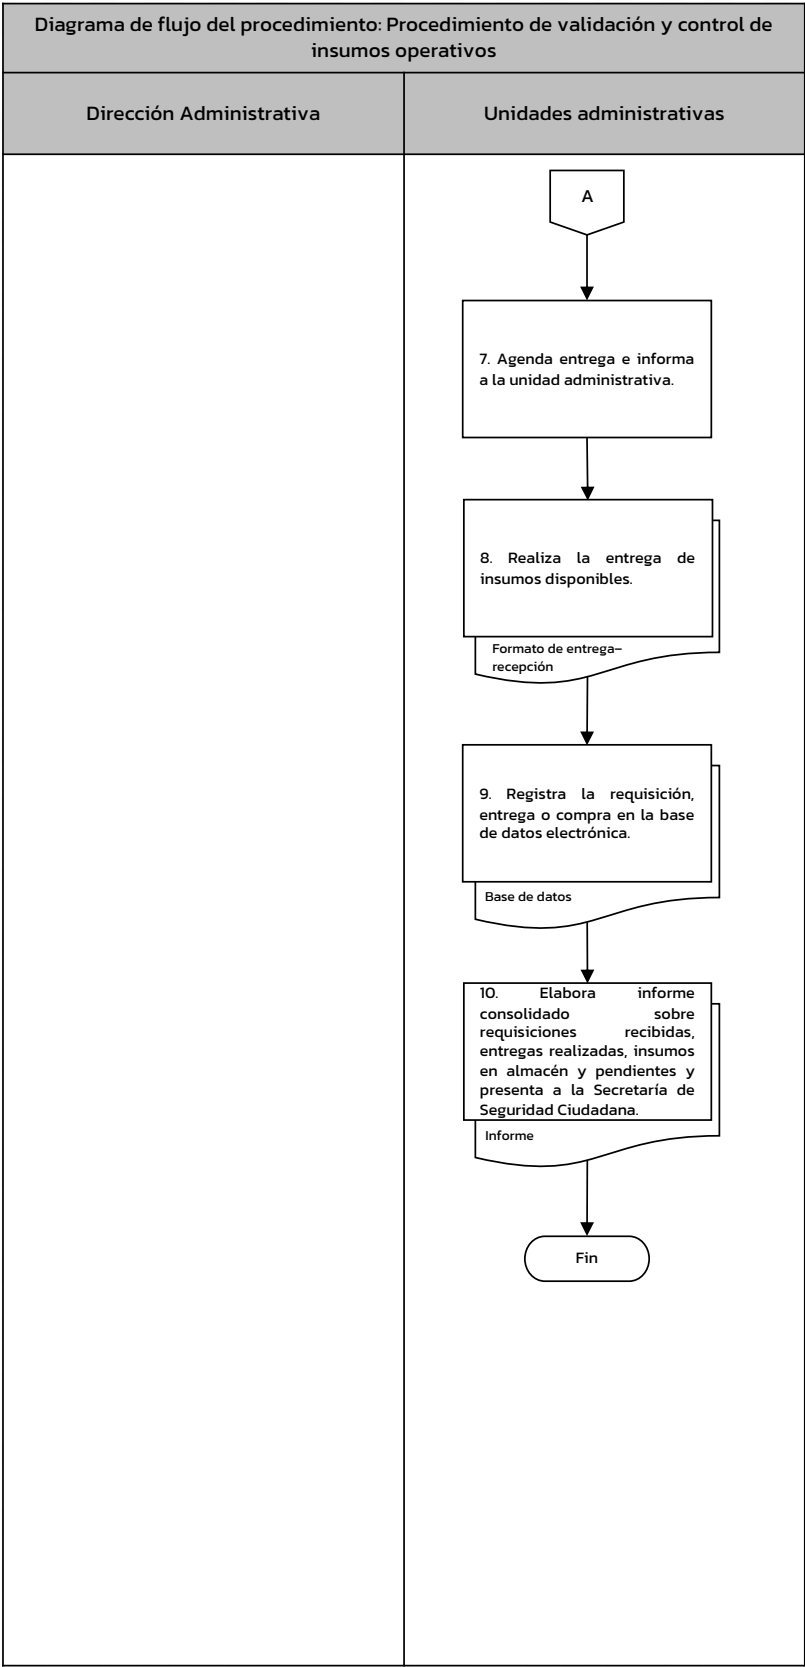 Diagrama de flujo del procedimiento: Procedimiento de validación y control de
insumos operativos
Dirección Administrativa
Unidades administrativas
A
7. Agenda entrega e informa
a la unidad administrativa.
8. Realiza la entrega de
insumos disponibles.
Formato de entrega–
recepción
9. Registra la requisición,
entrega o compra en la base
de datos electrónica.
Base de datos
10. Elabora informe
consolidado sobre
requisiciones recibidas,
entregas realizadas, insumos
en almacén y pendientes y
presenta a la Secretaría de
Seguridad Ciudadana.
Informe
Fin